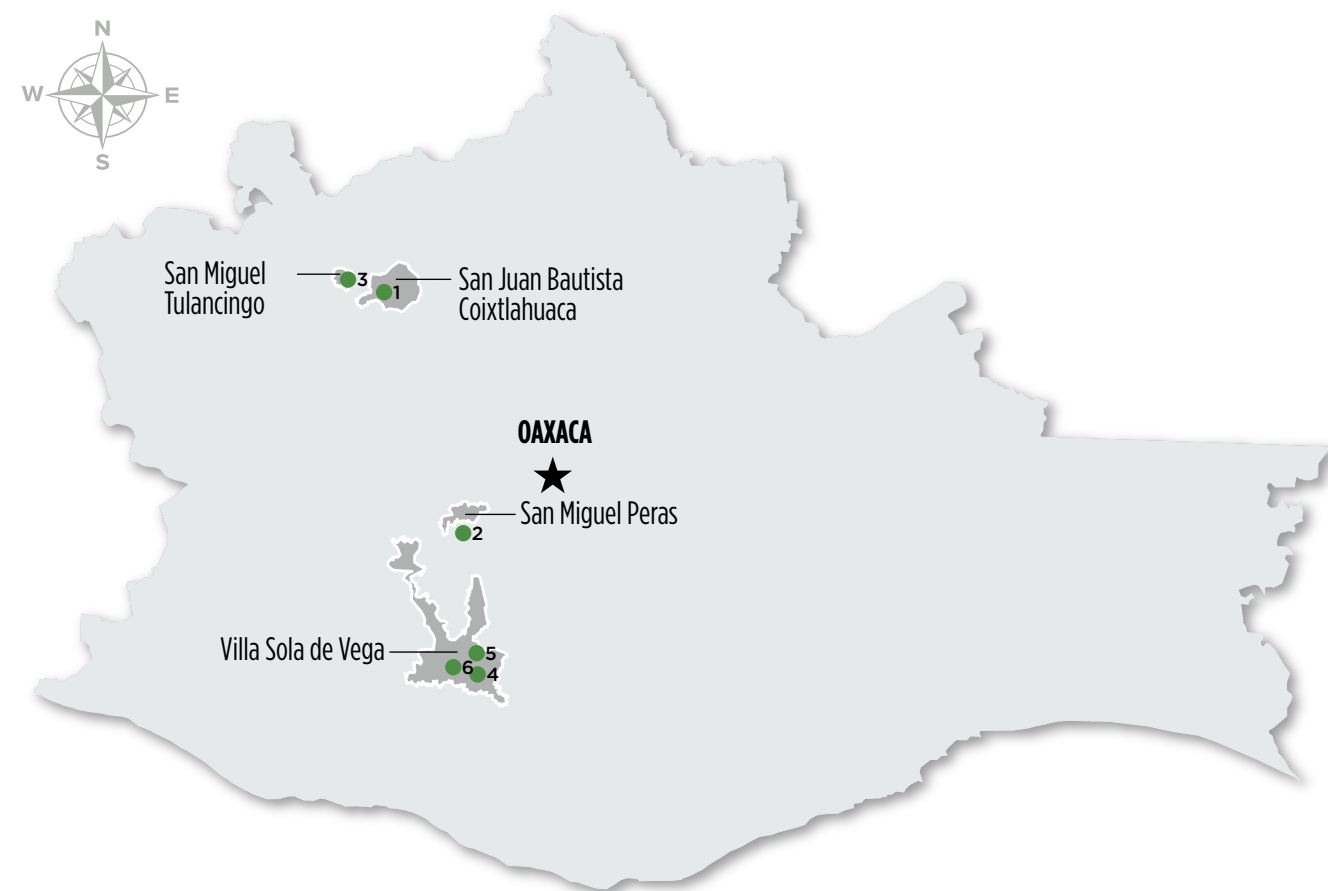 N
W
E
S
San Miguel
Tulancingo
3
1
San Juan Bautista
Coixtlahuaca
OAXACA
San Miguel Peras
2
Villa Sola de Vega
5
6
4